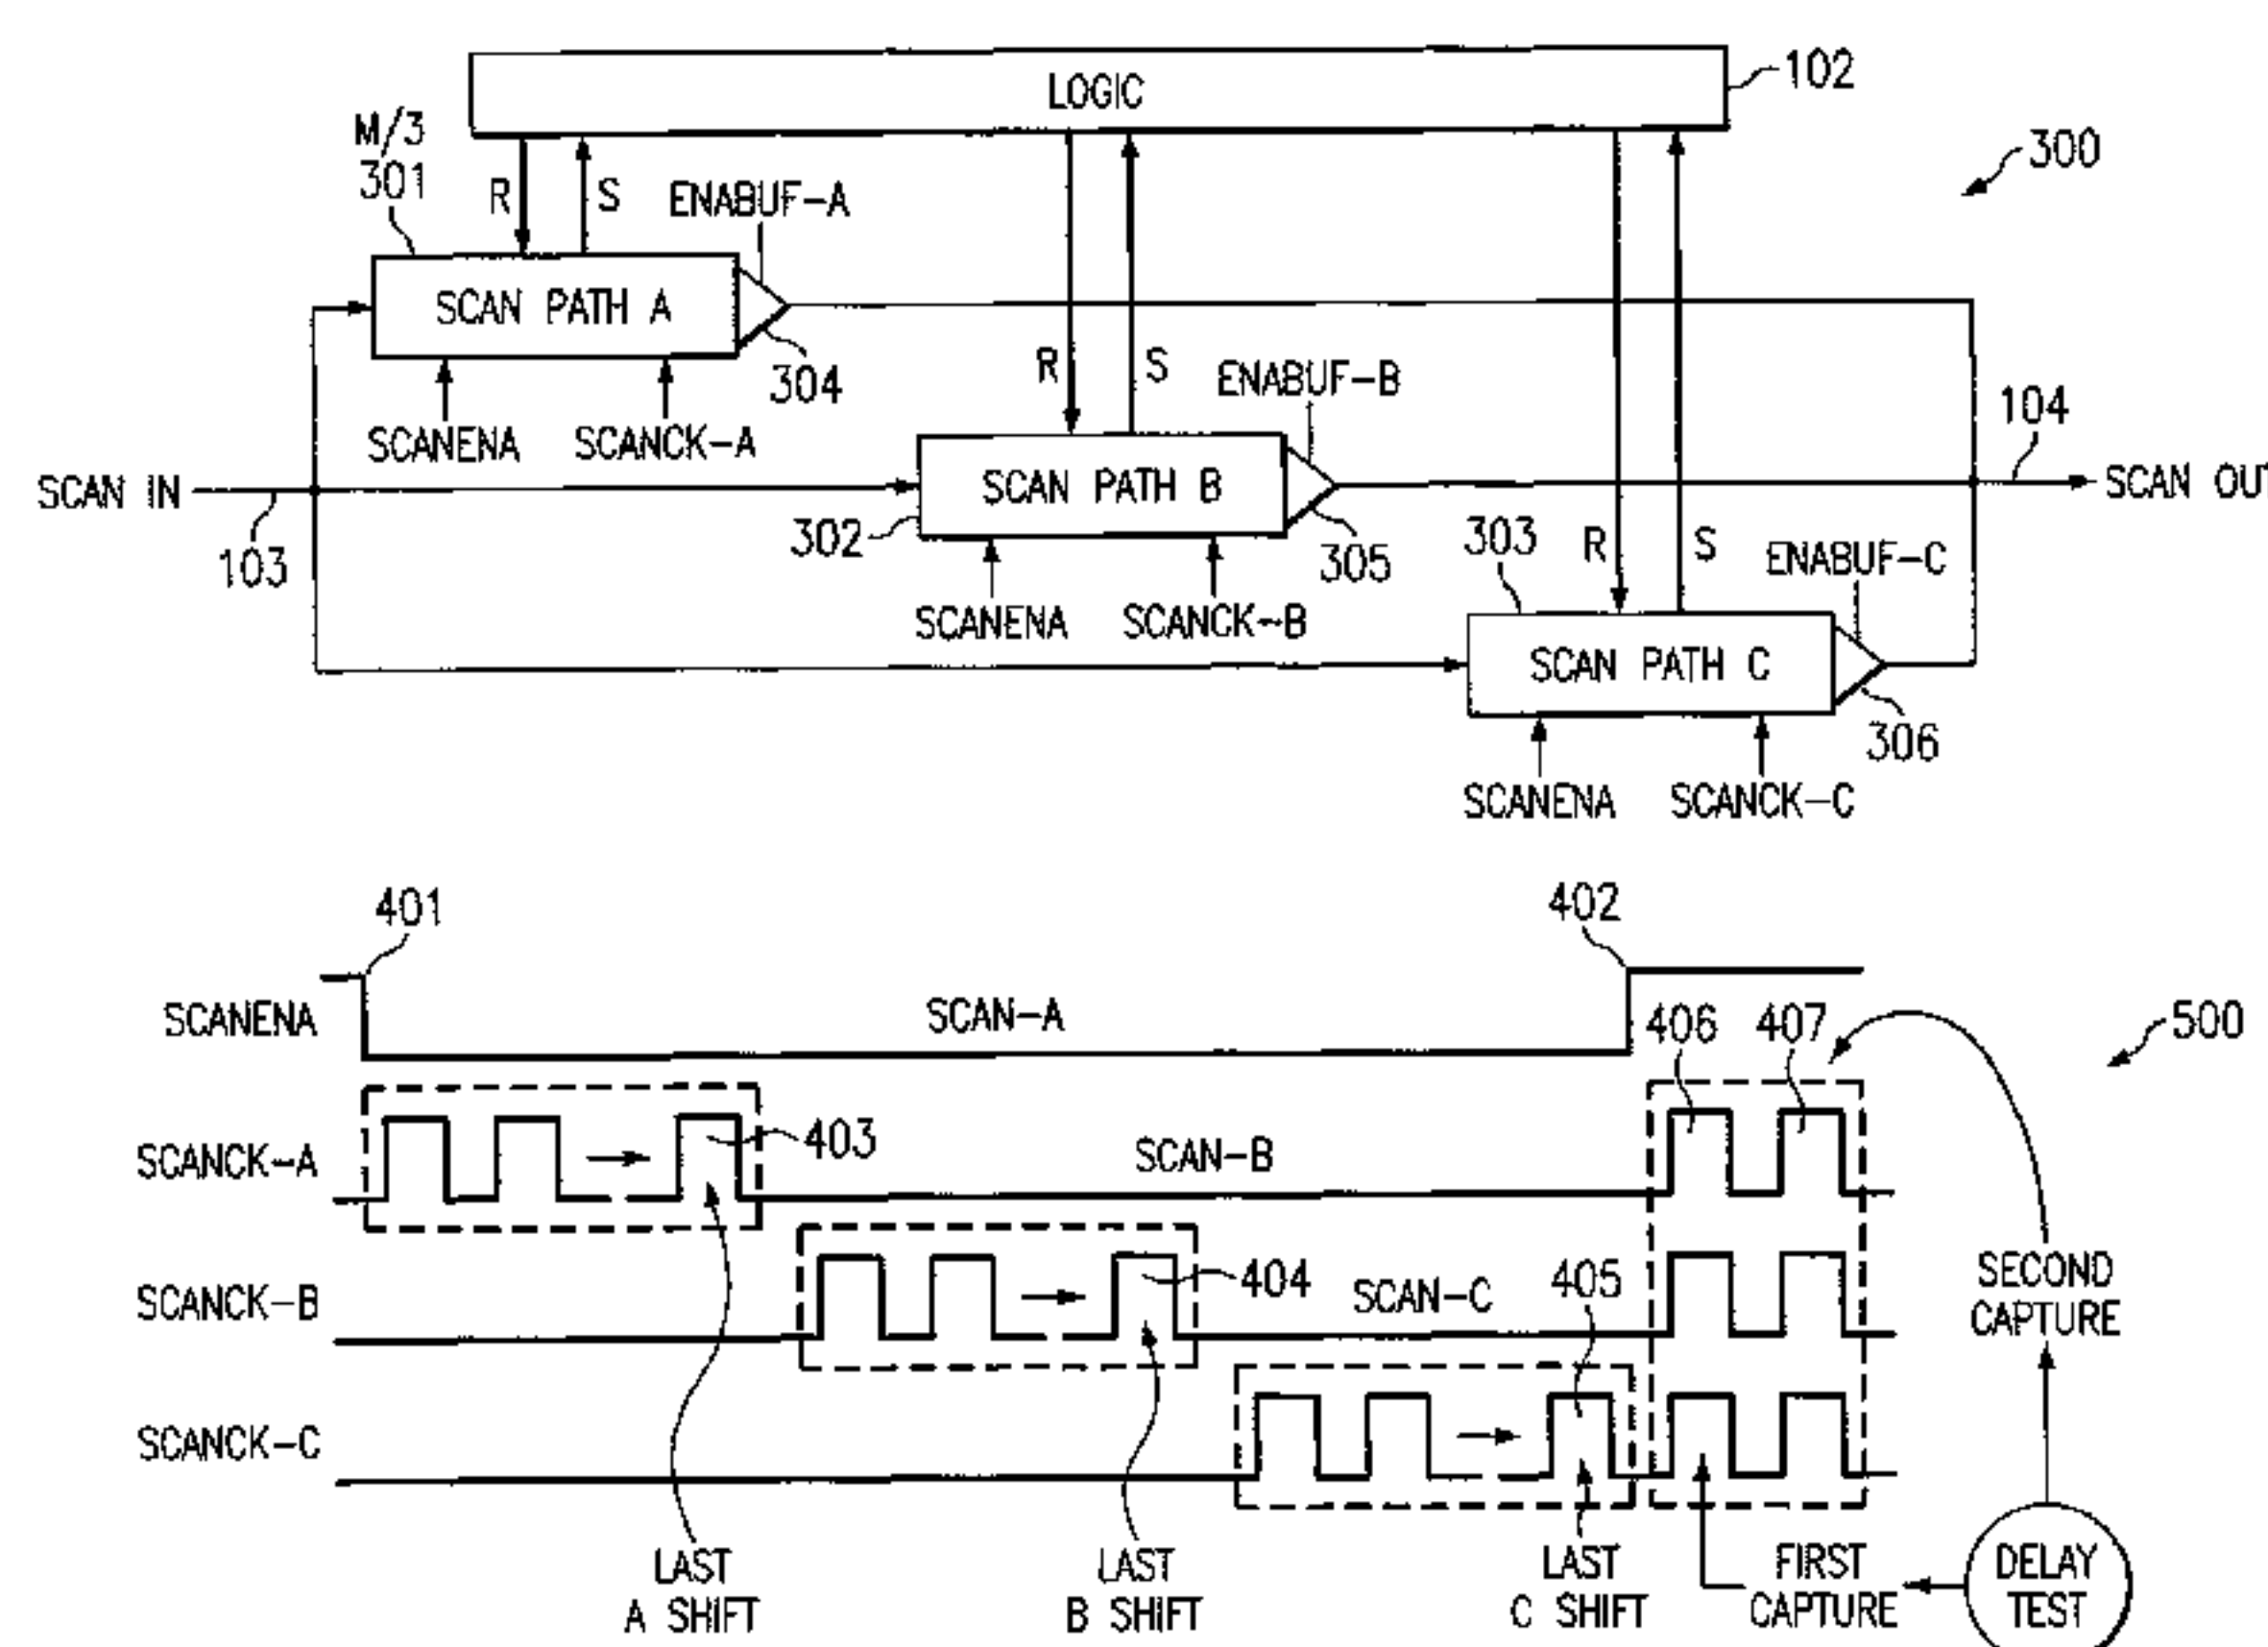 LOGIC
102
M/3
301
R
S
ENABUF-A
300
SCAN PATH A
304
SCANENA
SCANCK-A
R
S
ENABUF-B
104
SCAN IN
SCAN PATH B
SCAN OUT
103
302
305
303
R
S
ENABUF-C
SCANENA
SCANCK-B
SCAN PATH C
306
SCANENA
SCANCK-C
401
402
SCANENA
SCAN-A
406
407
500
SCANCK-A
403
SCAN-B
SCANCK-B
404
SCAN-C
405
SECOND
CAPTURE
SCANCK-C
LAST
A SHIFT
LAST
B SHIFT
LAST
C SHIFT
FIRST
CAPTURE
DELAY
TEST